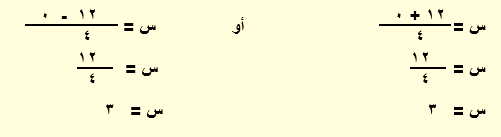 س = ١٢ + ٠ / ٤ أو س = ١٢ - ٠ / ٤
س = ١٢ / ٤ س = ١٢ / ٤
س = ٣ س = ٣